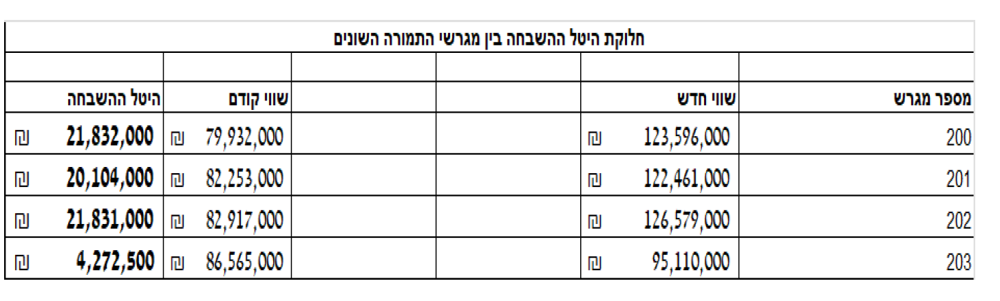 חלוקת היטל ההשבחה בין מגרשי התמורה השונים
מספר מגרש שווי חדש שווי קודם היטל ההשבחה
200 123,596,000 ₪ 79,932,000 ₪ 21,832,000 ₪
201 122,461,000 ₪ 82,253,000 ₪ 20,104,000 ₪
202 126,579,000 ₪ 82,917,000 ₪ 21,831,000 ₪
203 95,110,000 ₪ 86,565,000 ₪ 4,272,500 ₪